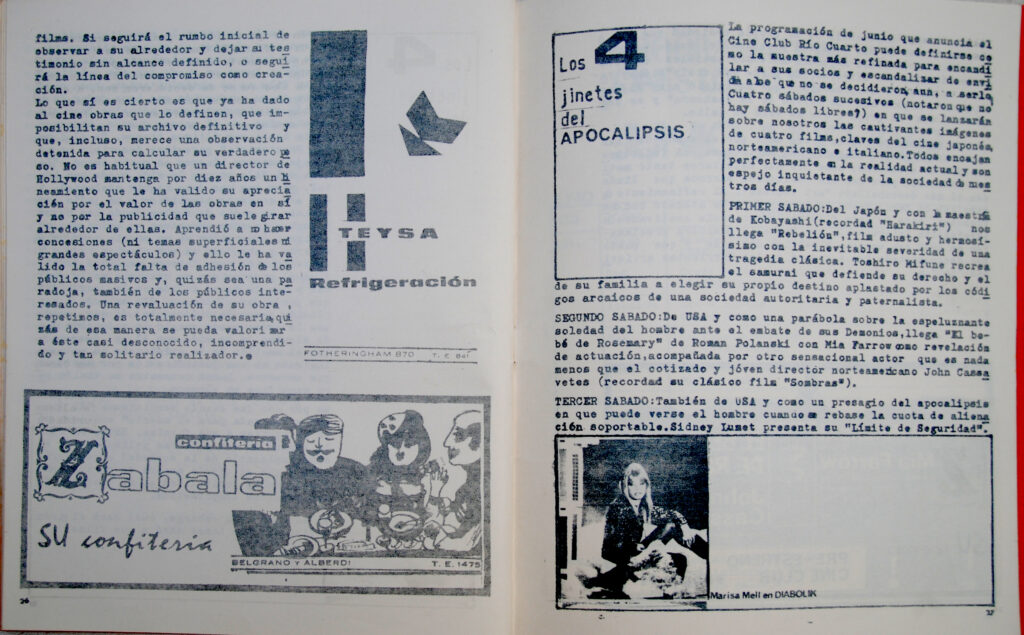 films. Si seguirá el rumbo inicial de
observar a su alrededor y dejar su tes
timonio sin alcance definido, o segui
rá la línea del compromiso como crea-
ción.
Lo que sí es cierto es que ya ha dado
al cine obras que lo definen, que im-
posibilitan su archivo definitivo y
que, incluso, merece una observación
detenida para calcular su verdadero pe
so. No es habitual que un director de
Hollywood mantenga por diez años un li
neamiento que le ha valido su aprecia
ción por el valor de las obras en sí
y no por la publicidad que suele girar
alrededor de ellas. Aprendió a no hacer
concesiones (ni temas superficiales ni
grandes espectáculos) y ello le ha va
lido la total falta de adhesión de los
públicos masivos y, quizás sea una pa
radoja, también de los públicos inte-
resados. Una revaluación de su obra,
repetimos, es totalmente necesaria, qui
zás de esa manera se pueda valorizar
a éste casi desconocido, incomprendi-
do y tan solitario realizador.
TEYSA
Refrigeración
FOTHERINGHAM 870 T. E. 841
confiteria
Zabala
SU confiteria
BELGRANO Y ALBERDI T. E. 1475
26
Los 4
jinetes
del
APOCALIPSIS
La programación de junio que anuncia el
Cine Club Río Cuarto puede definirse co
mo la muestra más refinada para encandi
lar a sus socios y escandalizar de envi
dia a los que no se decidieron, aun, a serlo
Cuatro sábados sucesivos (notaron que no
hay sábados libres?) en que se lanzarán
sobre nosotros las cautivantes imágenes
de cuatro films, claves del cine japonés,
norteamericano e italiano. Todos encajan
perfectamente en la realidad actual y son
espejo inquietante de la sociedad de nues
tros días.
PRIMER SABADO: Del Japón y con la maestría
de Kobayashi (recordad "Harakiri") nos
llega "Rebelión", film adusto y hermosí-
simo con la inevitable severidad de una
tragedia clásica. Toshiro Mifune recrea
el samurai que defiende su derecho y el
de su familia a elegir su propio destino aplastado por los códi
gos arcaicos de una sociedad autoritaria y paternalista.
SEGUNDO SABADO: De USA y como una parábola sobre la espeluznante
soledad del hombre ante el embate de sus Demonios, llega "El be-
bé de Rosemary" de Roman Polanski con Mia Farrow como revelación
de actuación, acompañada por otro sensacional actor que es nada
menos que el cotizado y jóven director norteamericano John Cassa
vetes (recordad su clásico film "Sombras").
TERCER SABADO: También de USA y como un presagio del apocalipsis
en que puede verse el hombre cuando se rebase la cuota de aliena
ción soportable. Sidney Lumet presenta su "Límite de Seguridad".
Marisa Mell en DIABOLIK
27